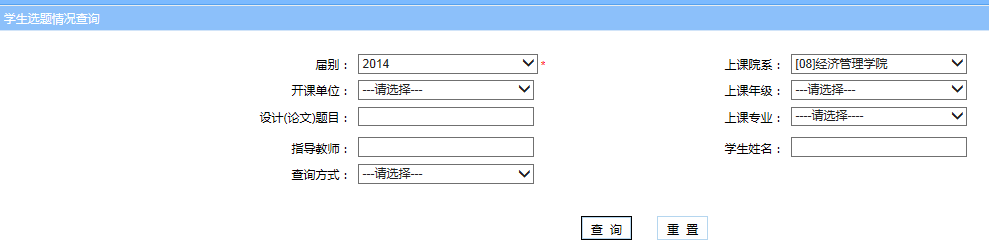 学生选题情况查询
届别： 2014 * 上课院系： [08]经济管理学院
开课单位： ---请选择--- 上课年级： ---请选择---
设计(论文)题目： 上课专业： ----请选择----
指导教师： 学生姓名：
查询方式： ---请选择---
查 询 重 置